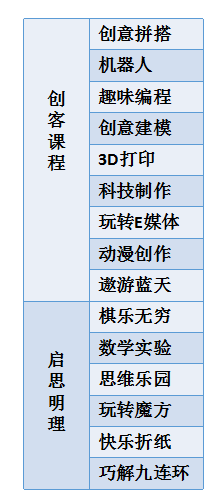 创客课程
创意拼搭
机器人
趣味编程
创意建模
3D打印
科技制作
玩转E媒体
动漫创作
遨游蓝天
启思明理
棋乐无穷
数学实验
思维乐园
玩转魔方
快乐折纸
巧解九连环